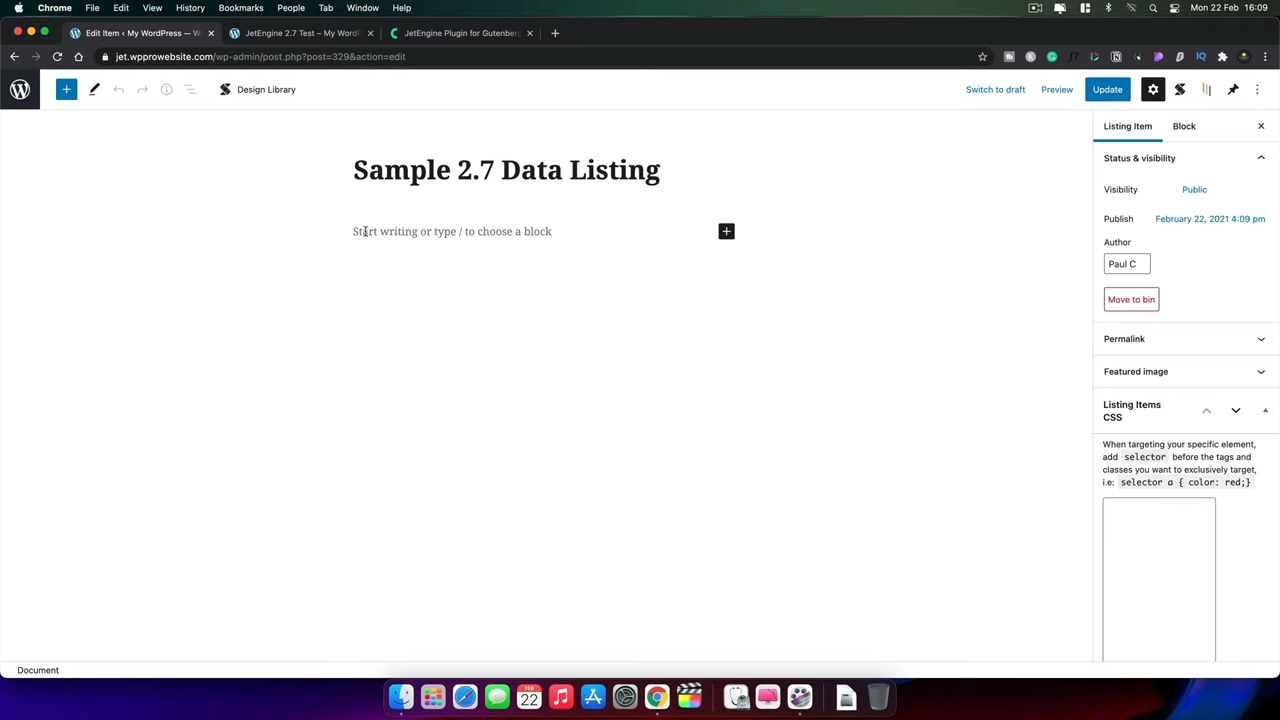 Chrome File Edit View History Bookmarks People Tab Window Help
Mon 22 Feb 16:09
Edit Item ‹ My WordPress — W
JetEngine 2.7 Test – My WordPr
JetEngine Plugin for Gutenberg
jet.wpprowebsite.com/wp-admin/post.php?post=329&action=edit
Design Library
Switch to draft Preview Update
Listing Item Block
Status & visibility
Sample 2.7 Data Listing
Visibility Public
Publish February 22, 2021 4:09 pm
Start writing or type / to choose a block
Author
Paul C
Move to bin
Permalink
Featured image
Listing Items
CSS
When targeting your specific element,
add selector before the tags and
classes you want to exclusively target,
i.e: selector a { color: red;}
Document
FEB
22